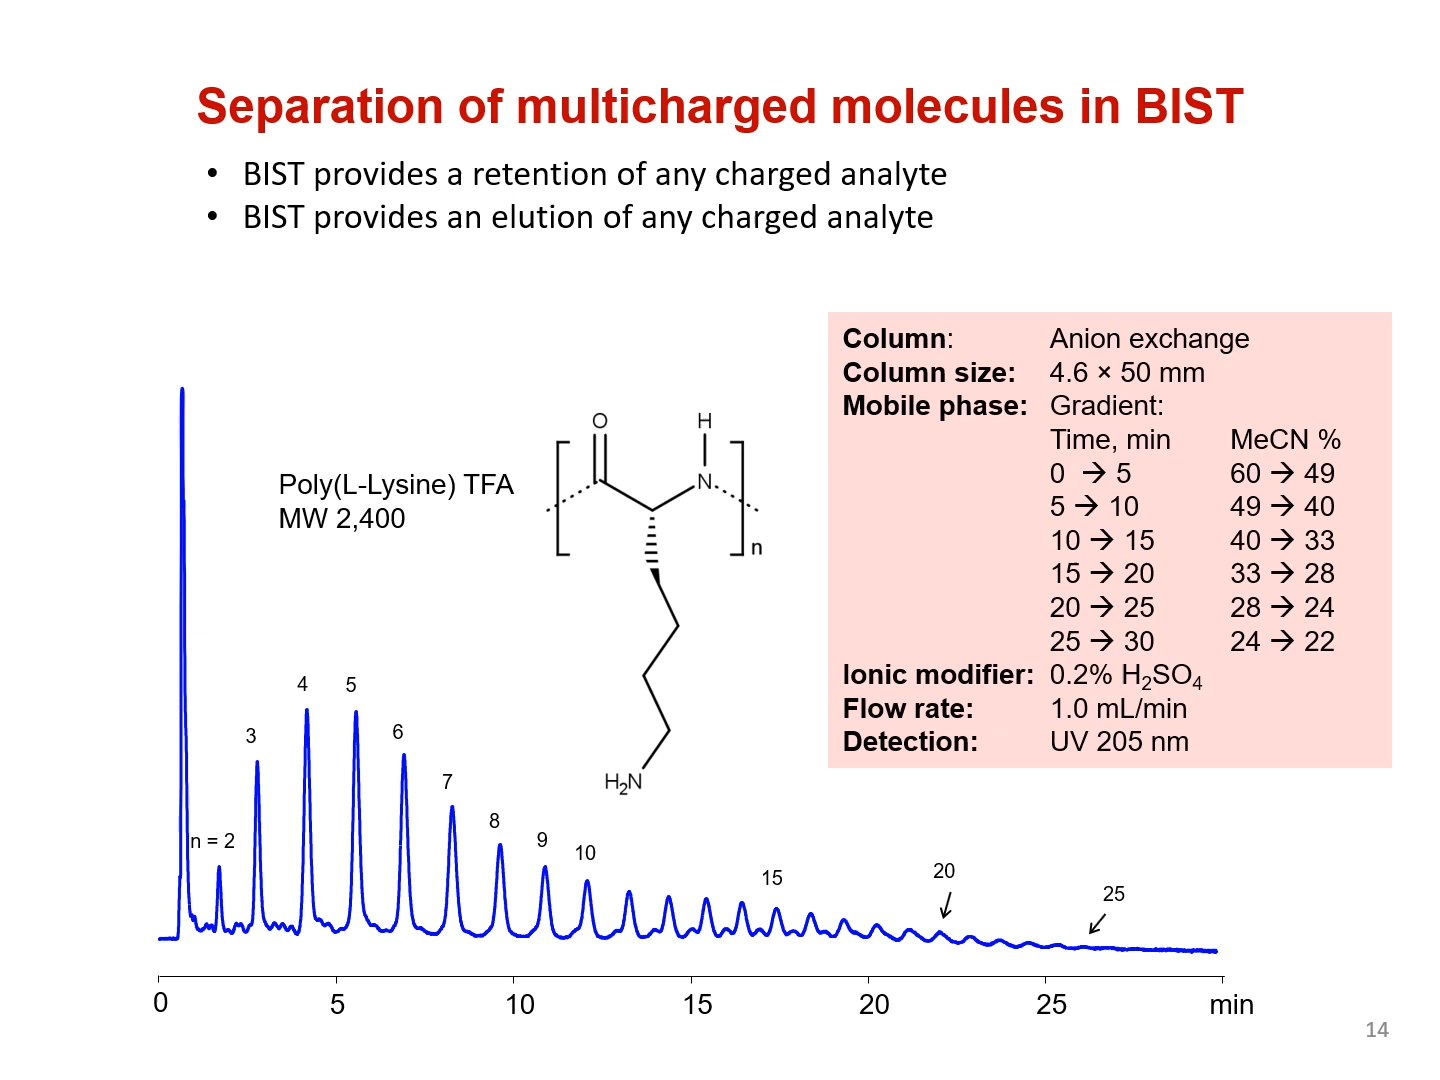 Separation of multicharged molecules in BIST
• BIST provides a retention of any charged analyte
• BIST provides an elution of any charged analyte
Column: Anion exchange
Column size: 4.6 × 50 mm
Mobile phase: Gradient:
Time, min MeCN %
0 → 5 60 → 49
5 → 10 49 → 40
10 → 15 40 → 33
15 → 20 33 → 28
20 → 25 28 → 24
25 → 30 24 → 22
Ionic modifier: 0.2% H₂SO₄
Flow rate: 1.0 mL/min
Detection: UV 205 nm
Poly(L-Lysine) TFA
MW 2,400
O H
N
n
H₂N
n = 2 3 4 5 6 7 8 9 10 15 20 25
0 5 10 15 20 25 min
14